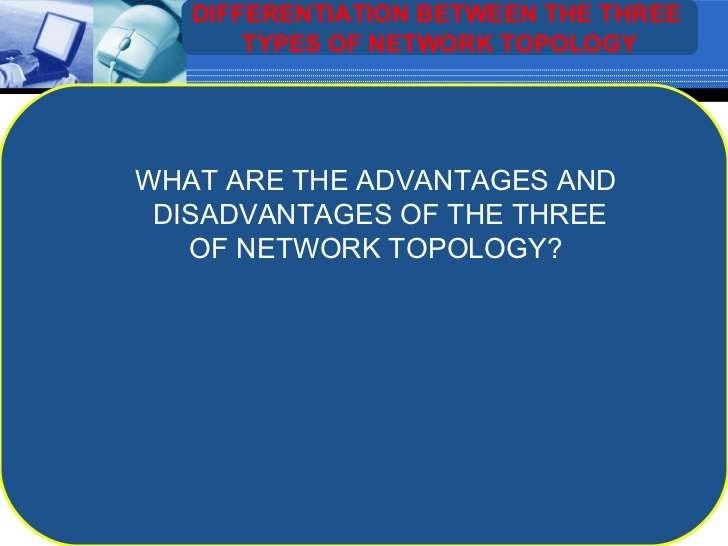 DIFFERENTIATION BETWEEN THE THREE
TYPES OF NETWORK TOPOLOGY
WHAT ARE THE ADVANTAGES AND
DISADVANTAGES OF THE THREE
OF NETWORK TOPOLOGY?